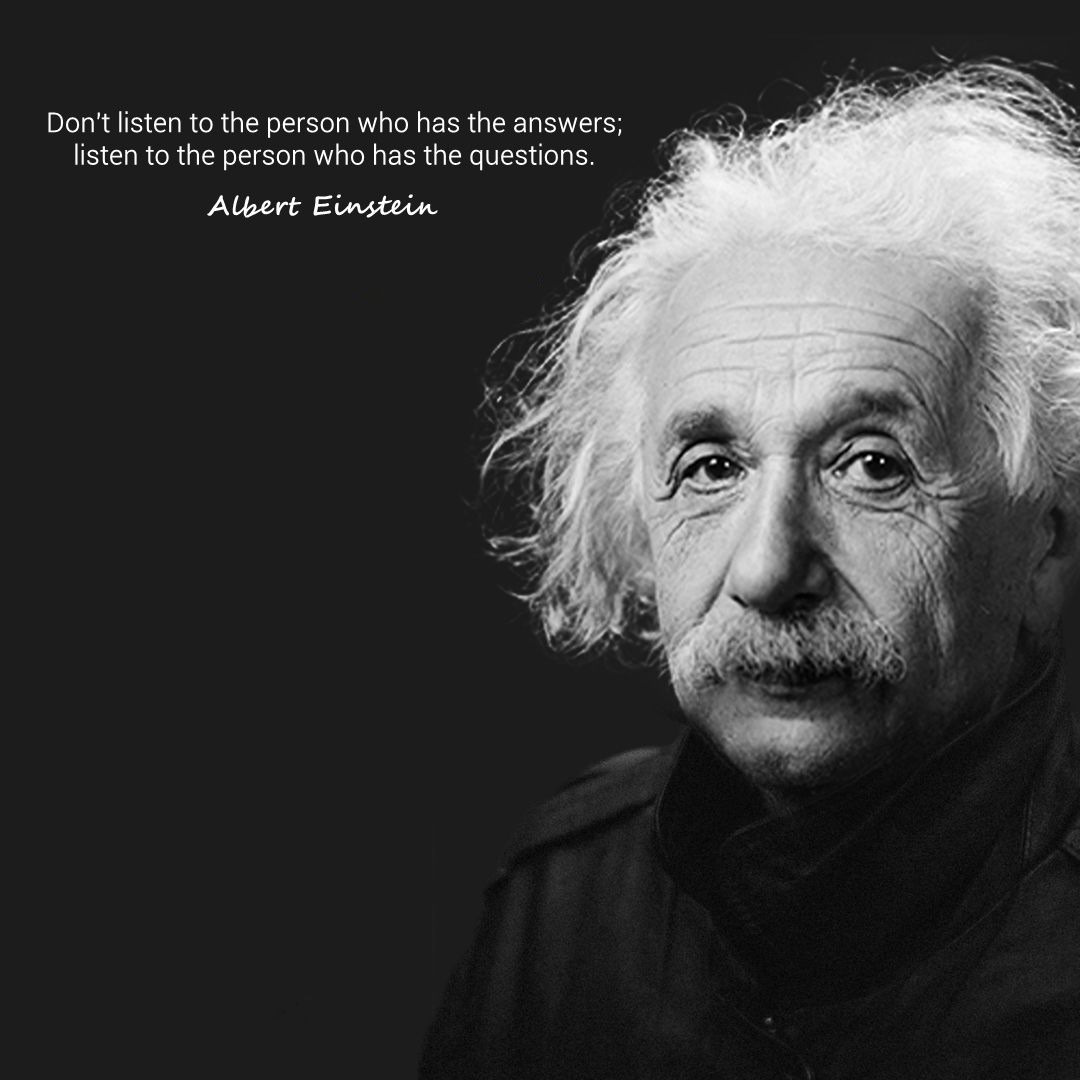 Don't listen to the person who has the answers;
listen to the person who has the questions.
Albert Einstein